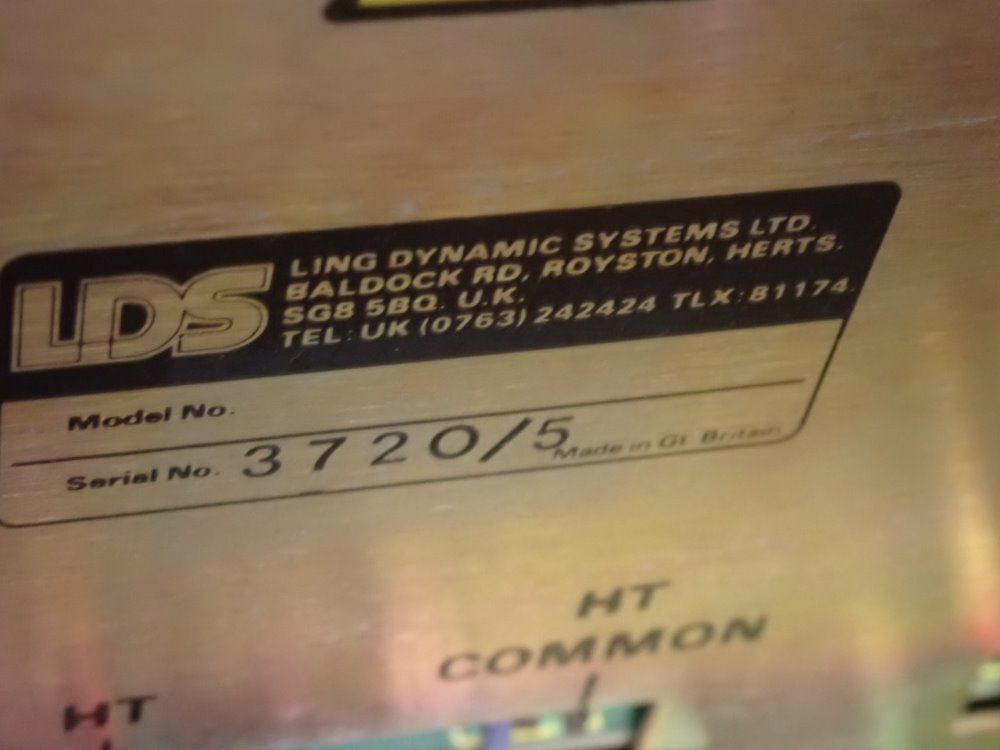 LDS
LING DYNAMIC SYSTEMS LTD.
BALDOCK RD, ROYSTON, HERTS.
SG8 5BQ. U.K.
TEL: UK (0763) 242424 TLX: 81174.
Model No.
Serial No. 3720/5 Made in Gt. Britain
HT
COMMON
HT